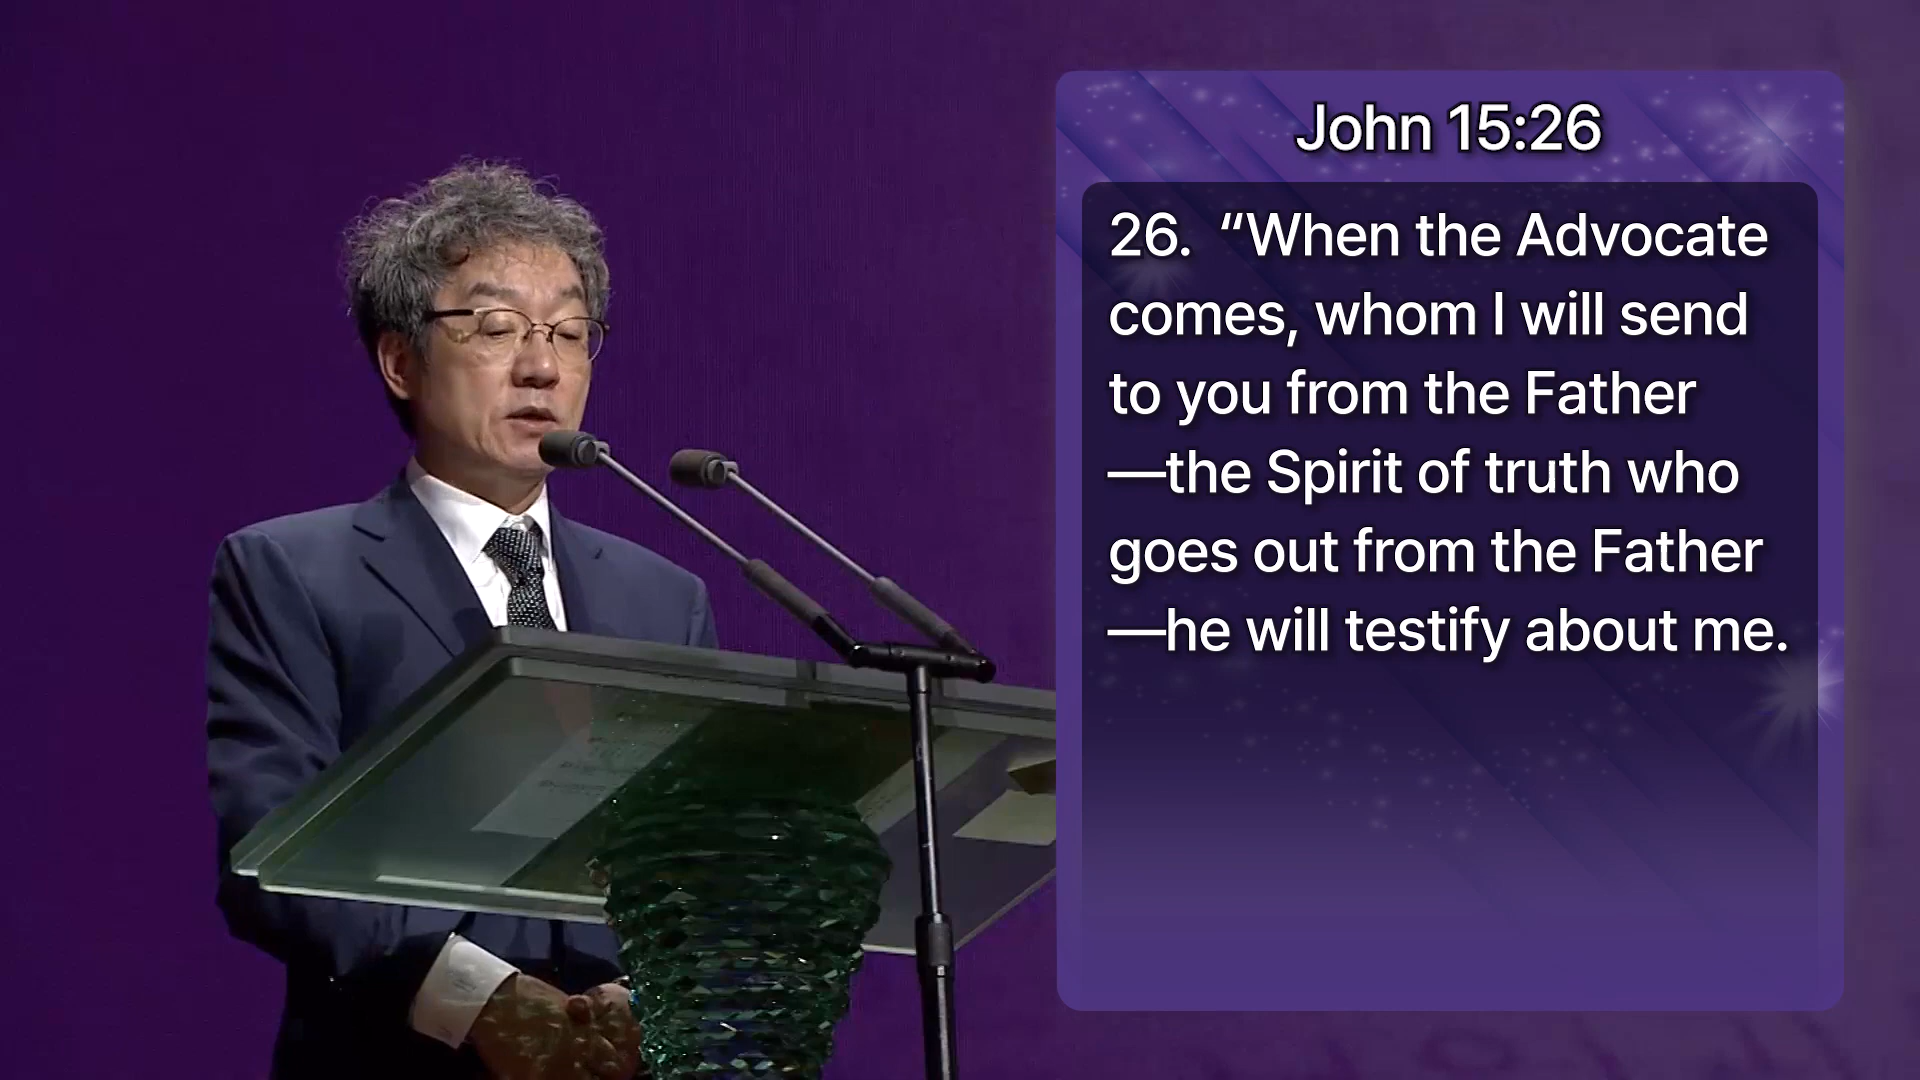 John 15:26
26. “When the Advocate
comes, whom I will send
to you from the Father
—the Spirit of truth who
goes out from the Father
—he will testify about me.